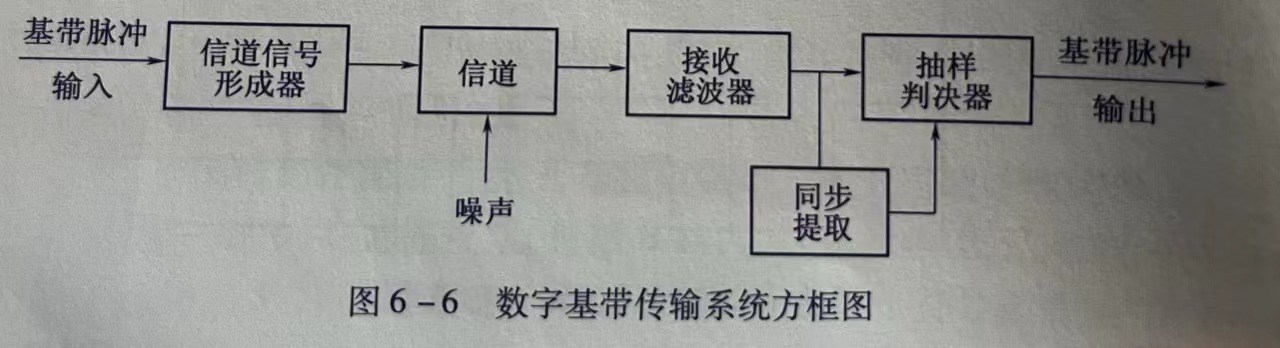 基带脉冲
输入
信道信号
形成器
信道
噪声
接收
滤波器
同步
提取
抽样
判决器
基带脉冲
输出
图6-6 数字基带传输系统方框图